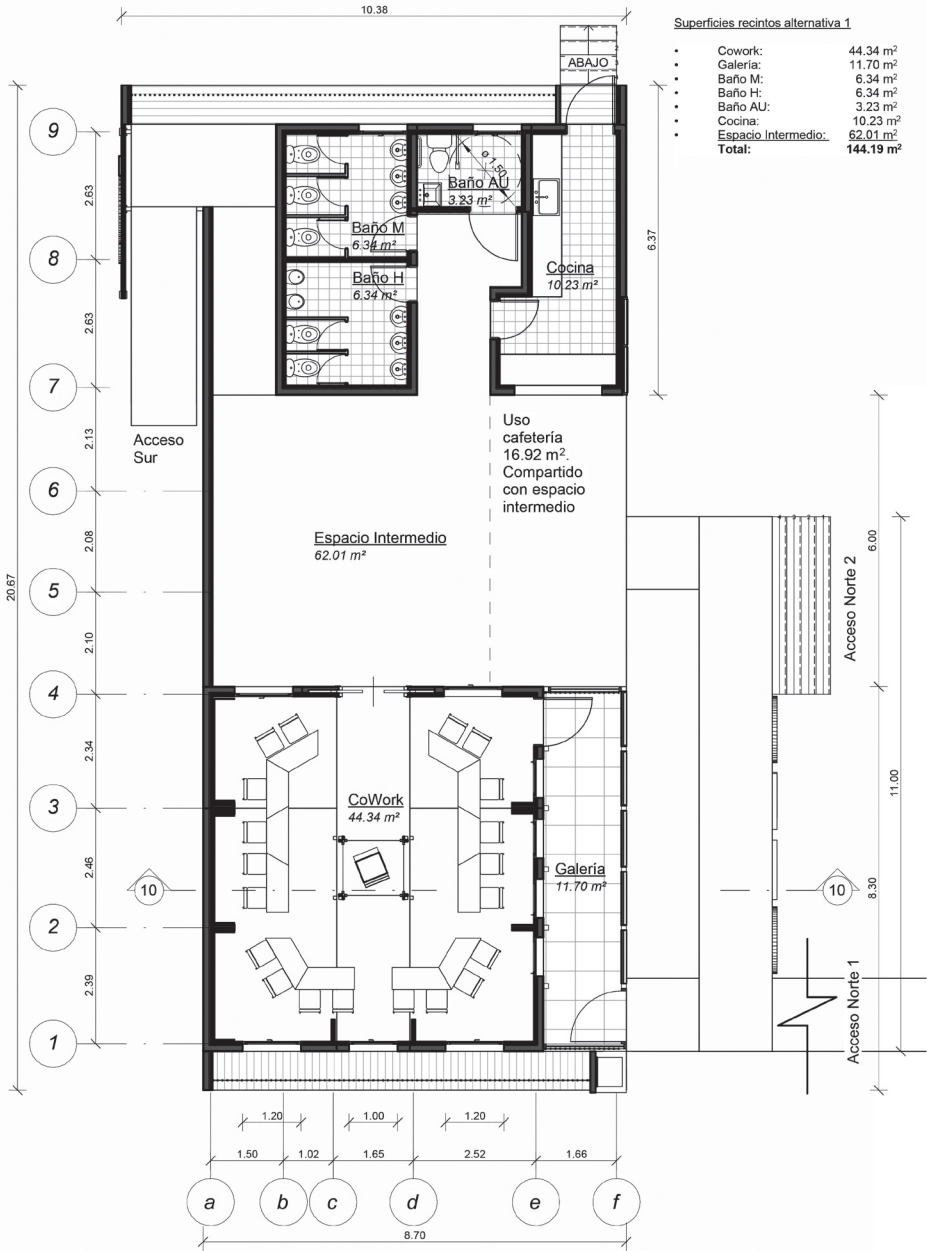 10.38
Superficies recintos alternativa 1
• Cowork: 44.34 m²
• Galería: 11.70 m²
• Baño M: 6.34 m²
• Baño H: 6.34 m²
• Baño AU: 3.23 m²
• Cocina: 10.23 m²
• Espacio Intermedio: 62.01 m²
Total: 144.19 m²
ABAJO
9
2.63
8
2.63
7
2.13
6
2.08
5
2.10
4
2.34
3
2.46
2
2.39
1
20.67
6.37
ø 1.50
Baño AU
3.23 m²
Baño M
6.34 m²
Baño H
6.34 m²
Cocina
10.23 m²
Acceso
Sur
Uso
cafetería
16.92 m².
Compartido
con espacio
intermedio
Espacio Intermedio
62.01 m²
6.00
Acceso Norte 2
11.00
8.30
Acceso Norte 1
CoWork
44.34 m²
Galería
11.70 m²
10
10
1.20
1.00
1.20
1.50
1.02
1.65
2.52
1.66
a
b
c
d
e
f
8.70